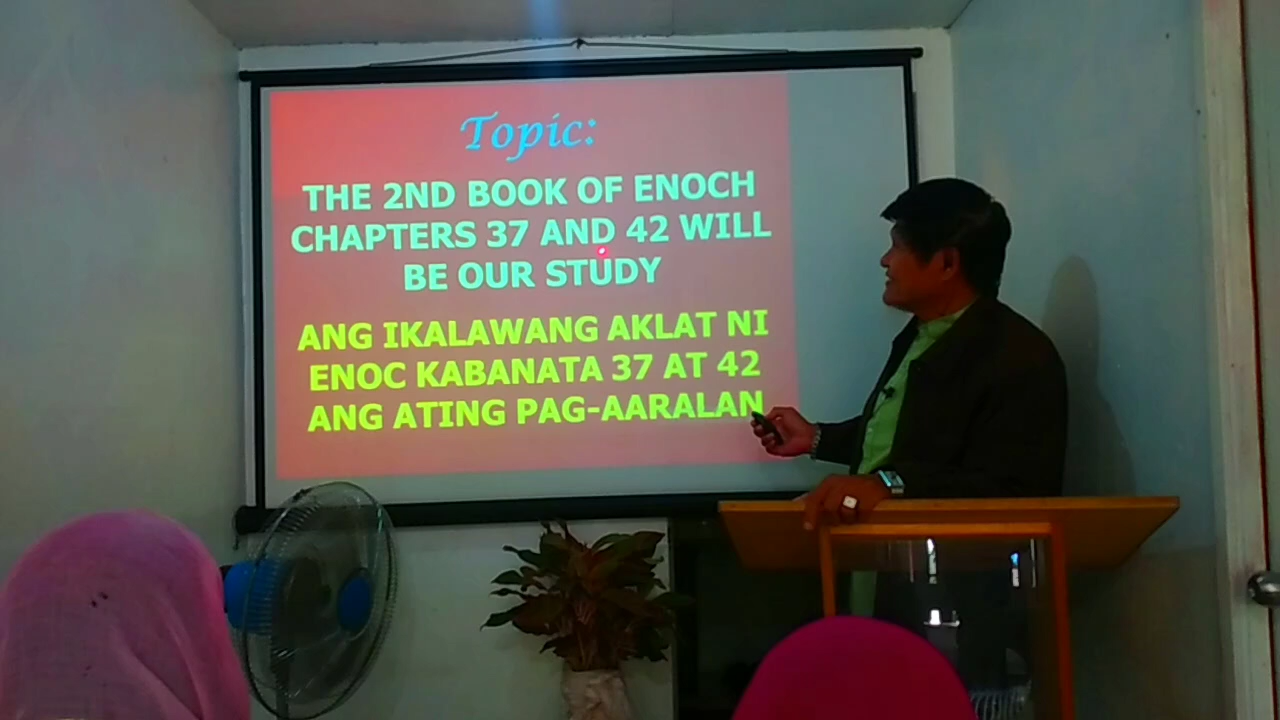 Topic:
THE 2ND BOOK OF ENOCH
CHAPTERS 37 AND 42 WILL
BE OUR STUDY
ANG IKALAWANG AKLAT NI
ENOC KABANATA 37 AT 42
ANG ATING PAG-AARALAN